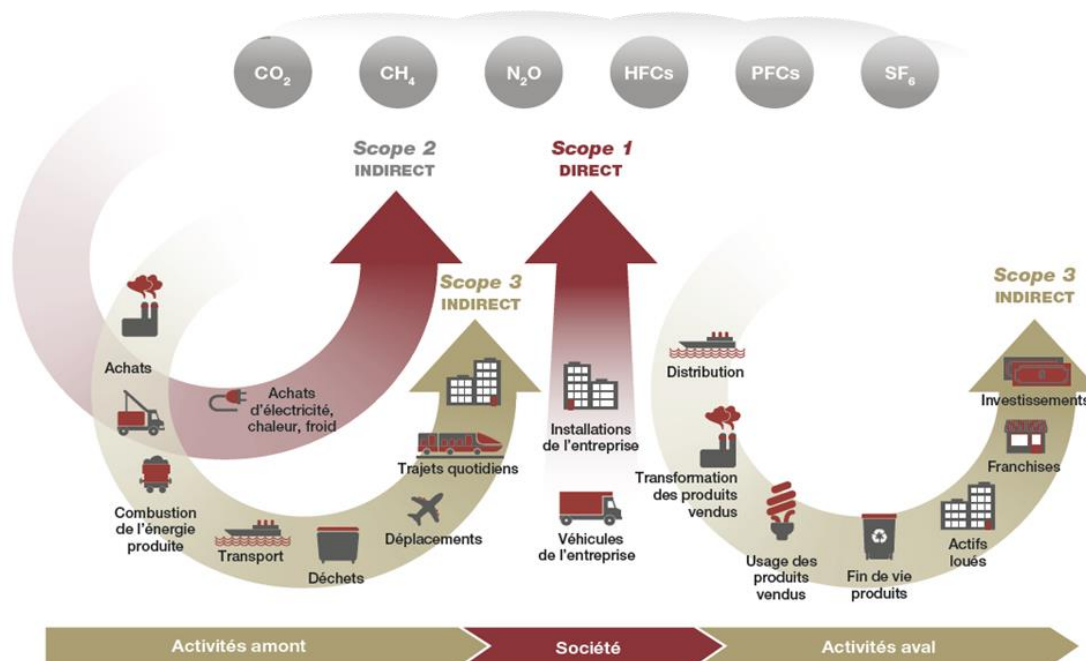 CO₂
CH₄
N₂O
HFCs
PFCs
SF₆
Scope 2
INDIRECT
Scope 1
DIRECT
Scope 3
INDIRECT
Scope 3
INDIRECT
Achats
Achats
d'électricité,
chaleur, froid
Combustion
de l'énergie
produite
Transport
Déchets
Déplacements
Trajets quotidiens
Installations
de l'entreprise
Véhicules
de l'entreprise
Distribution
Transformation
des produits
vendus
Usage des
produits
vendus
Fin de vie
produits
Actifs
loués
Franchises
Investissements
Activités amont
Société
Activités aval